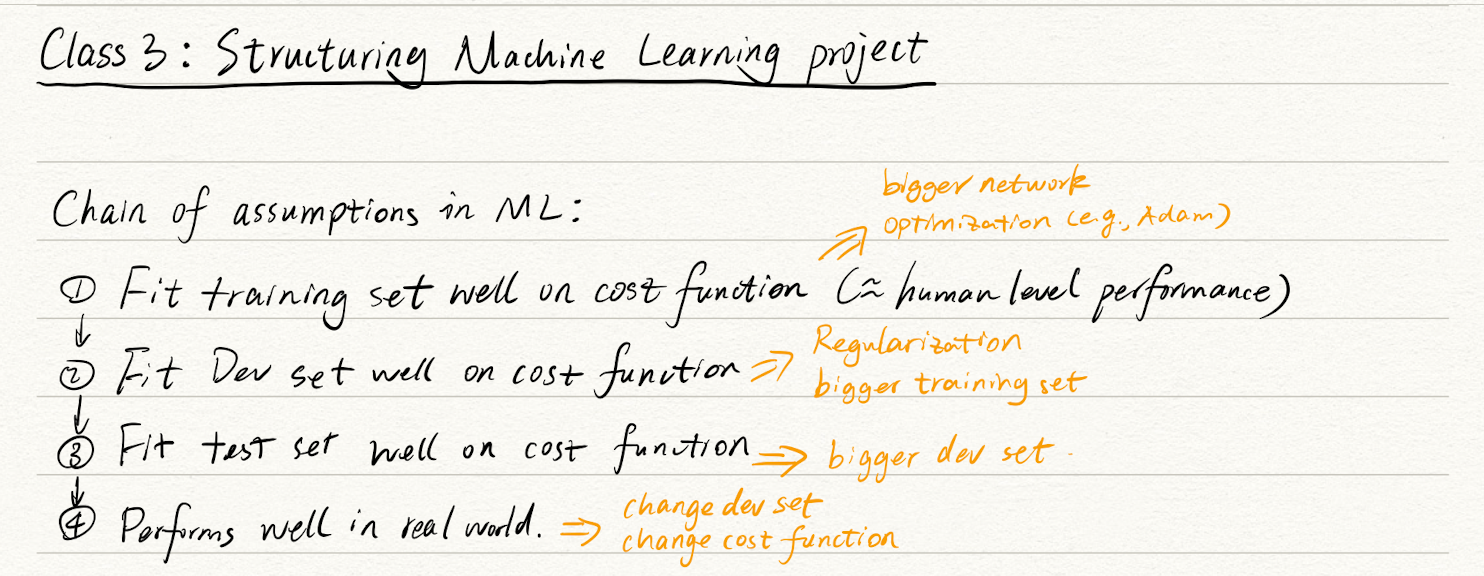 Class 3: Structuring Machine Learning project
Chain of assumptions in ML:
bigger network
optimization (e.g., Adam)
① Fit training set well on cost function ⇒ (≈ human level performance)
↓
② Fit Dev set well on cost function ⇒ Regularization
bigger training set
↓
③ Fit test set well on cost function ⇒ bigger dev set.
↓
④ Performs well in real world. ⇒ change dev set
change cost function